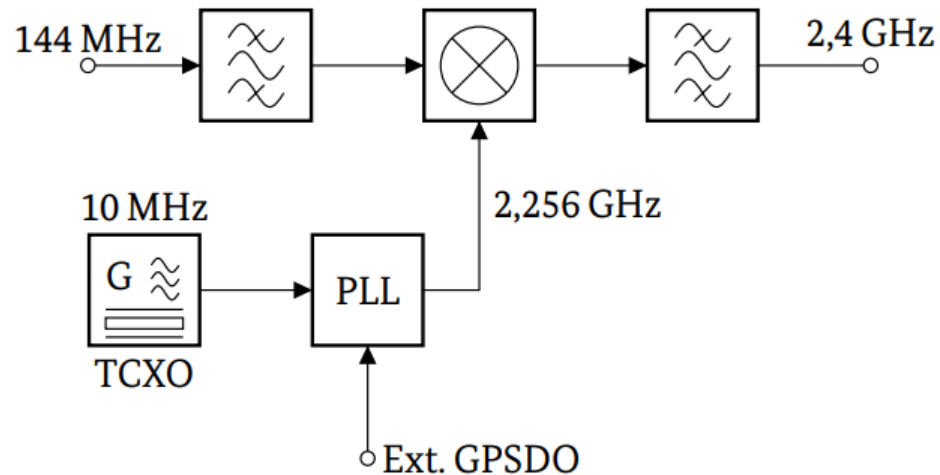 144 MHz
2,4 GHz
2,256 GHz
10 MHz
G
PLL
TCXO
Ext. GPSDO